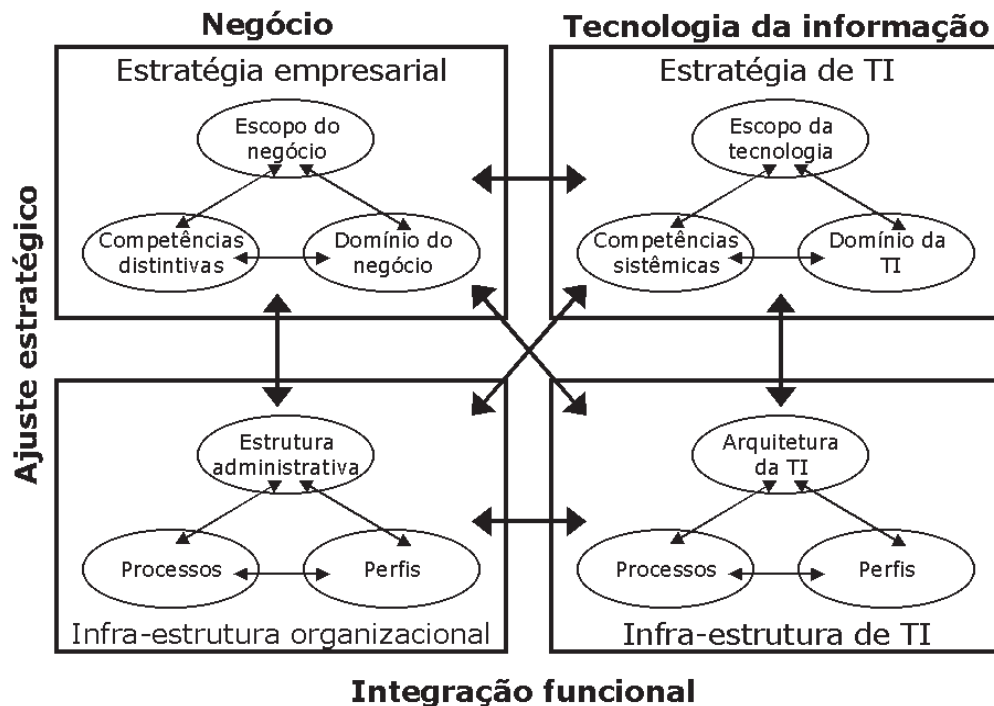 Negócio
Tecnologia da informação
Estratégia empresarial
Estratégia de TI
Escopo do
negócio
Escopo da
tecnologia
Competências
distintivas
Domínio do
negócio
Competências
sistêmicas
Domínio da
TI
Ajuste estratégico
Estrutura
administrativa
Arquitetura
da TI
Processos
Perfis
Processos
Perfis
Infra-estrutura organizacional
Infra-estrutura de TI
Integração funcional